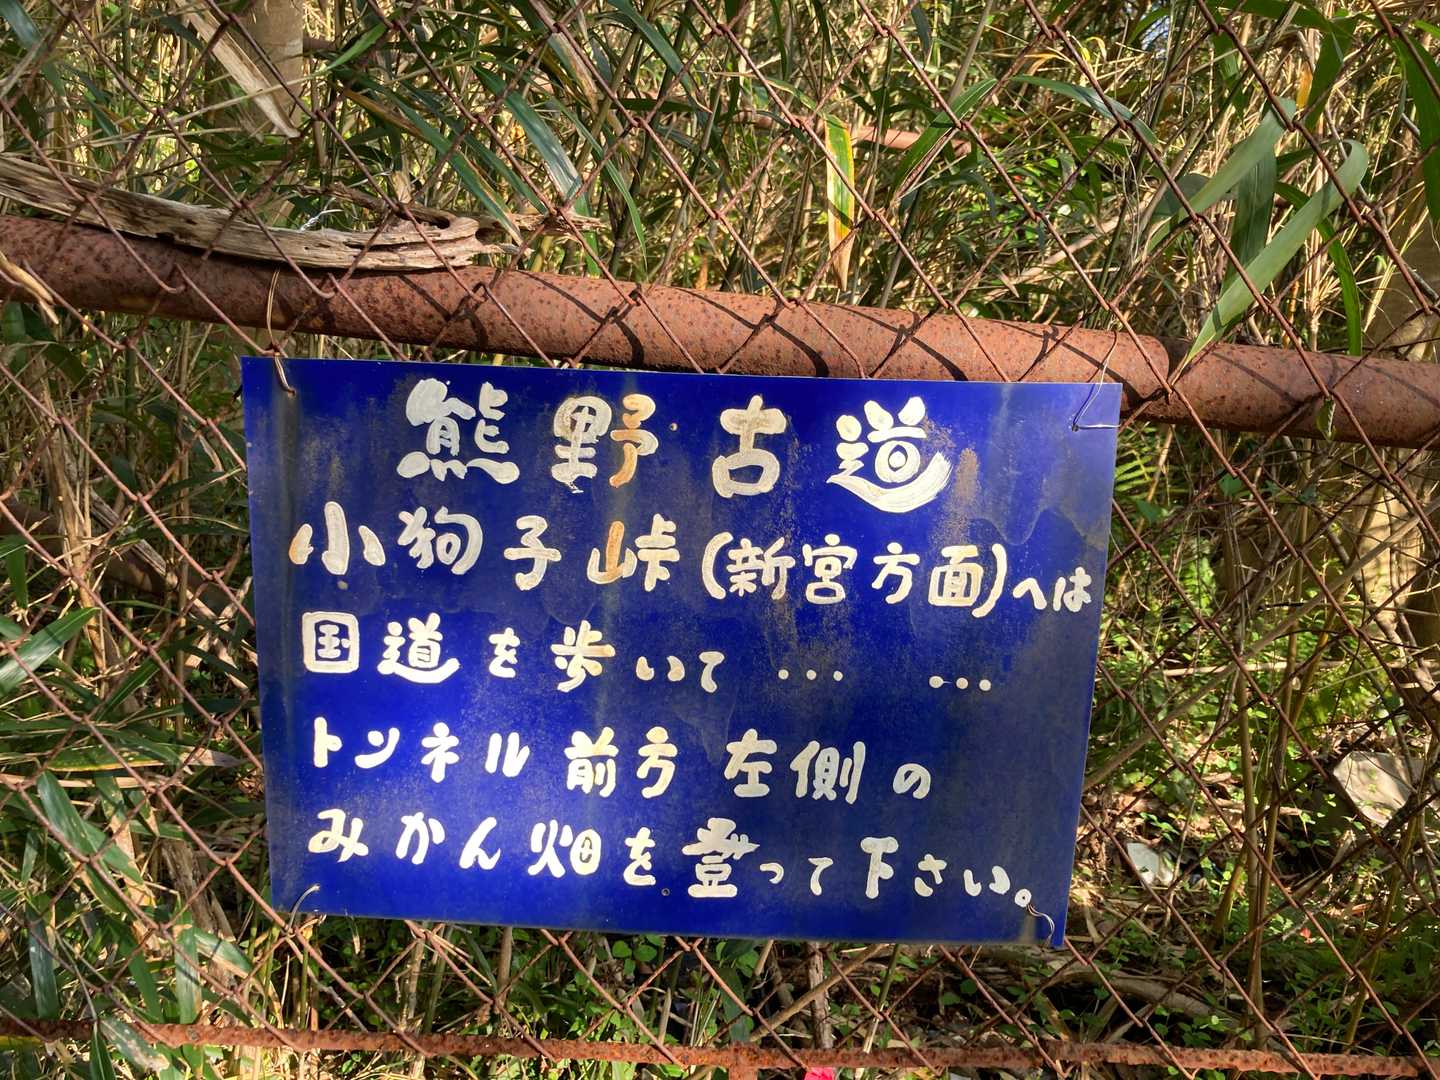 熊野古道
小狗子峠(新宮方面)へは
国道を歩いて… …
トンネル前方左側の
みかん畑を登って下さい。